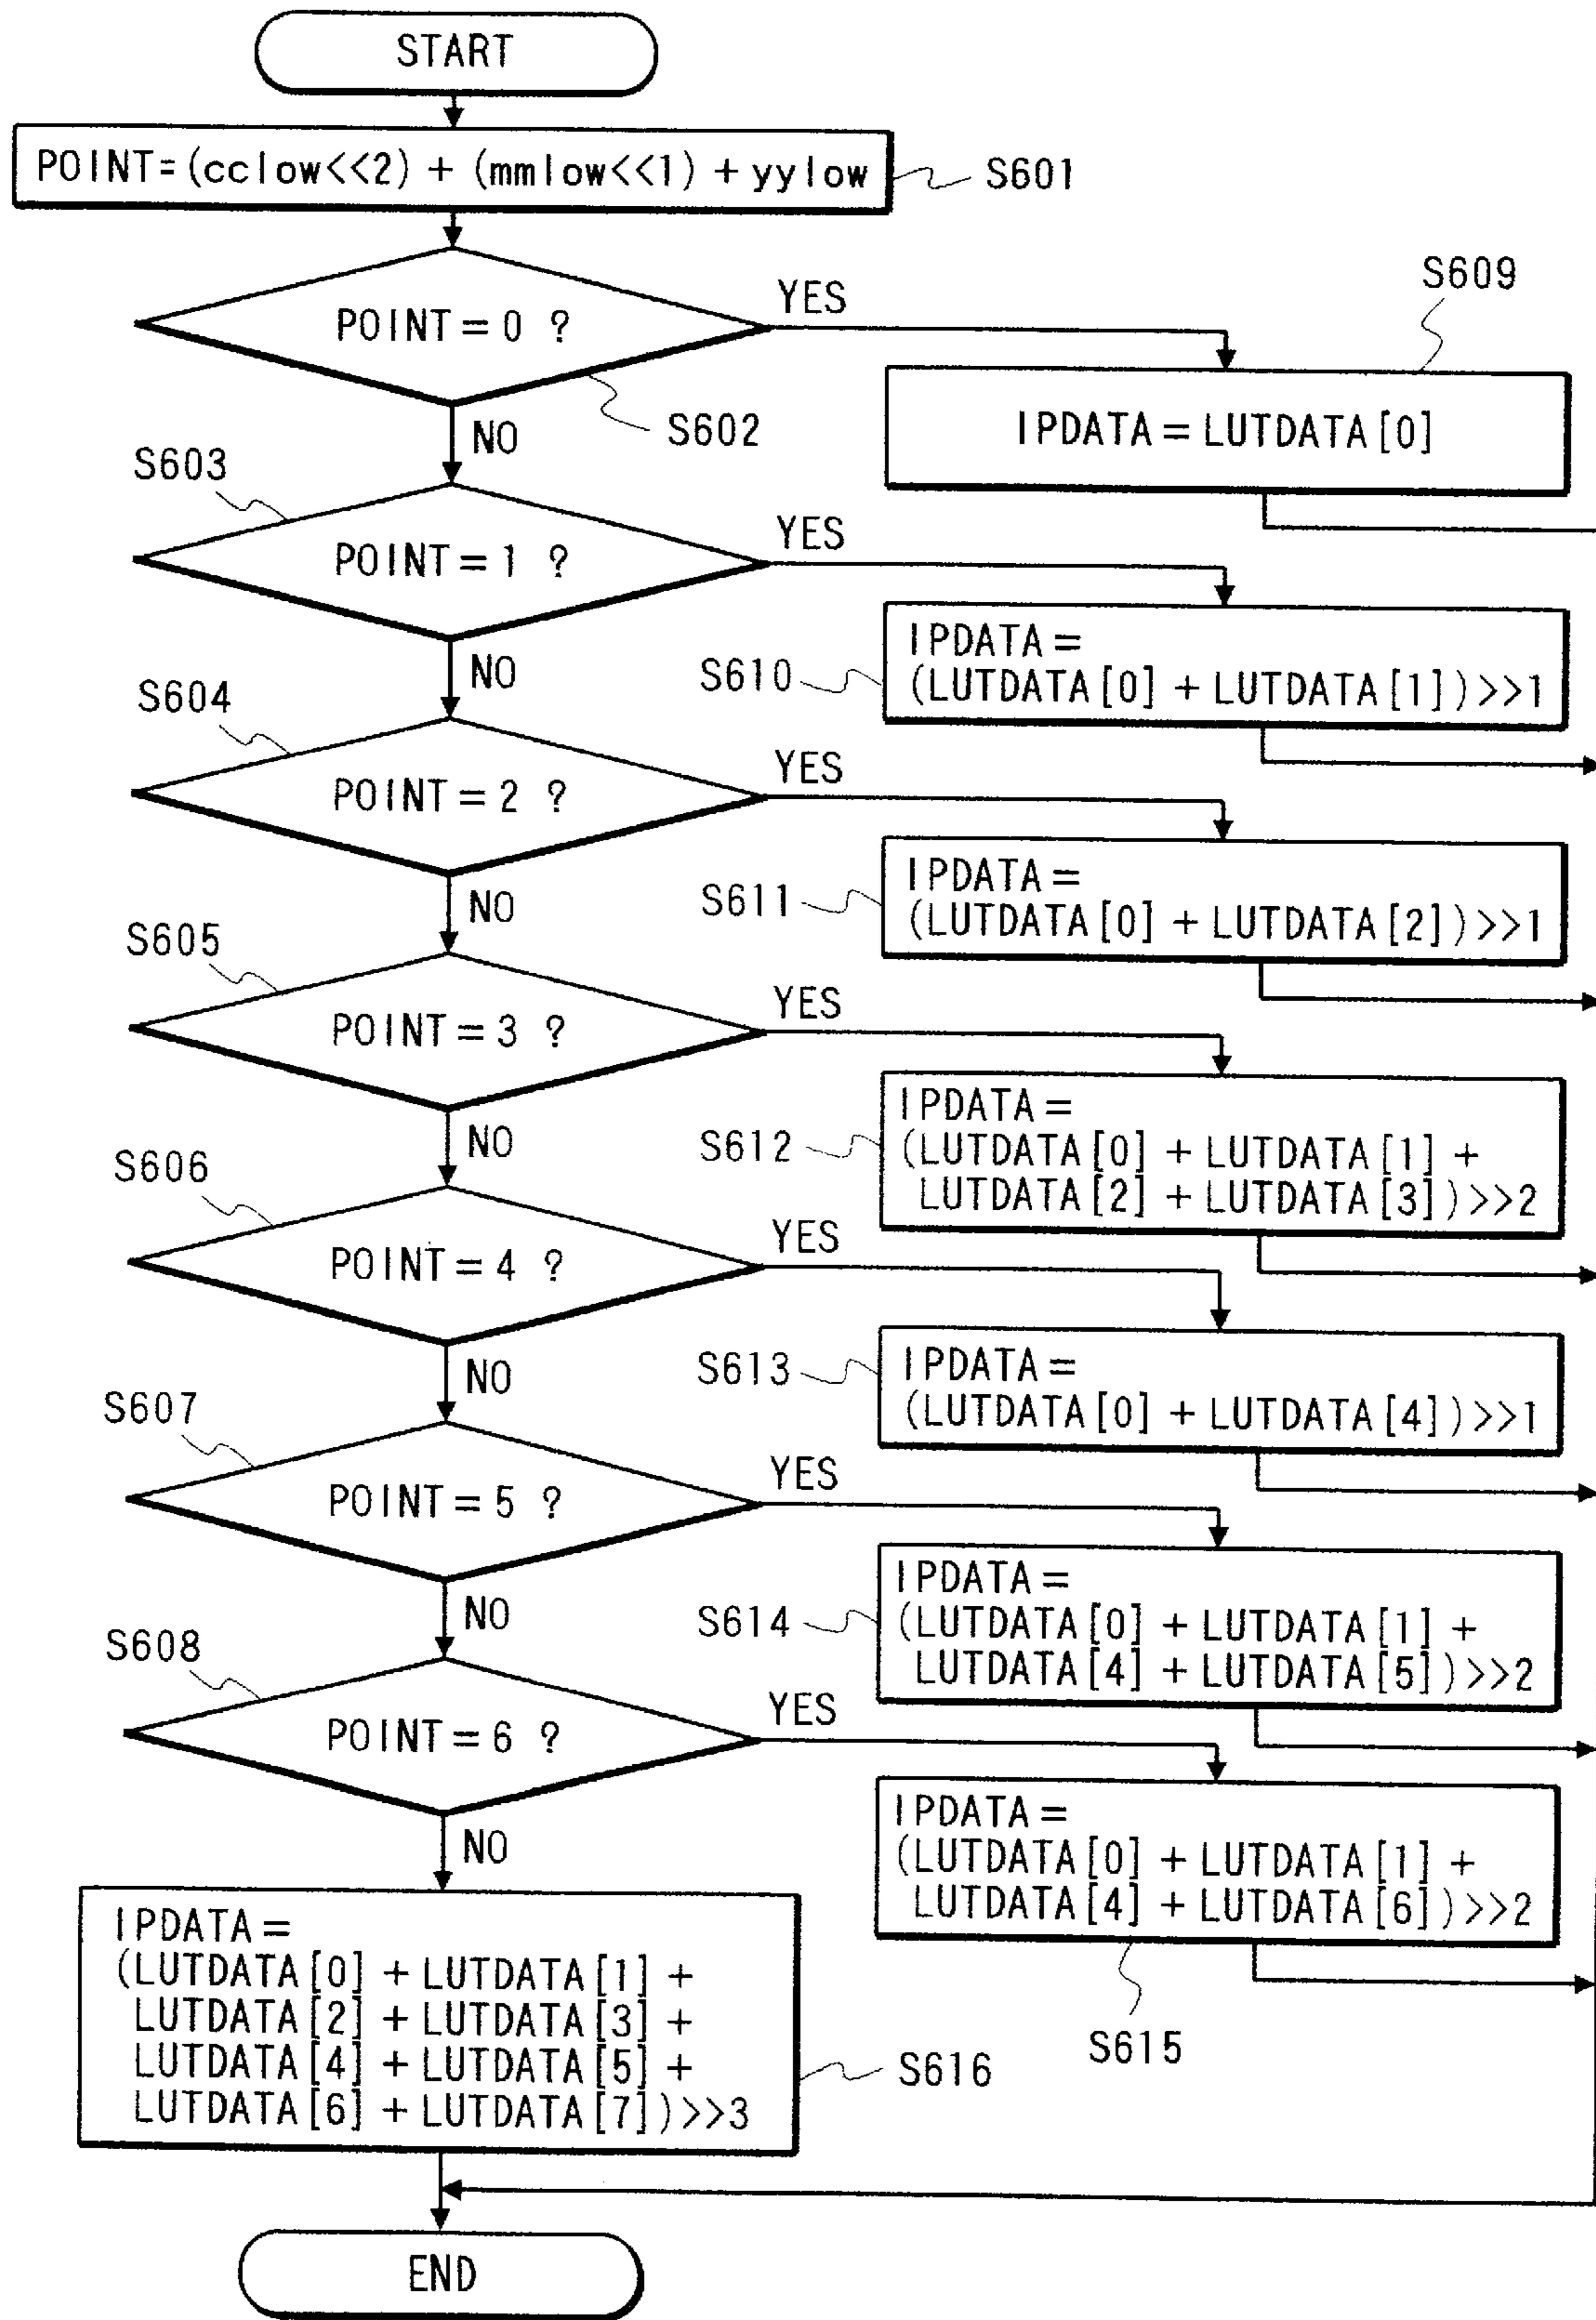 START
POINT=(cclow<<2) + (mmlow<<1) + yylow
S601
POINT = 0 ?
YES
NO
S602
S609
IPDATA = LUTDATA[0]
S603
POINT = 1 ?
YES
NO
S610
IPDATA =
(LUTDATA[0] + LUTDATA[1])>>1
S604
POINT = 2 ?
YES
NO
S611
IPDATA =
(LUTDATA[0] + LUTDATA[2])>>1
S605
POINT = 3 ?
YES
NO
S612
IPDATA =
(LUTDATA[0] + LUTDATA[1] +
LUTDATA[2] + LUTDATA[3])>>2
S606
POINT = 4 ?
YES
NO
S613
IPDATA =
(LUTDATA[0] + LUTDATA[4])>>1
S607
POINT = 5 ?
YES
NO
S614
IPDATA =
(LUTDATA[0] + LUTDATA[1] +
LUTDATA[4] + LUTDATA[5])>>2
S608
POINT = 6 ?
YES
NO
IPDATA =
(LUTDATA[0] + LUTDATA[1] +
LUTDATA[4] + LUTDATA[6])>>2
S615
IPDATA =
(LUTDATA[0] + LUTDATA[1] +
LUTDATA[2] + LUTDATA[3] +
LUTDATA[4] + LUTDATA[5] +
LUTDATA[6] + LUTDATA[7])>>3
S616
END